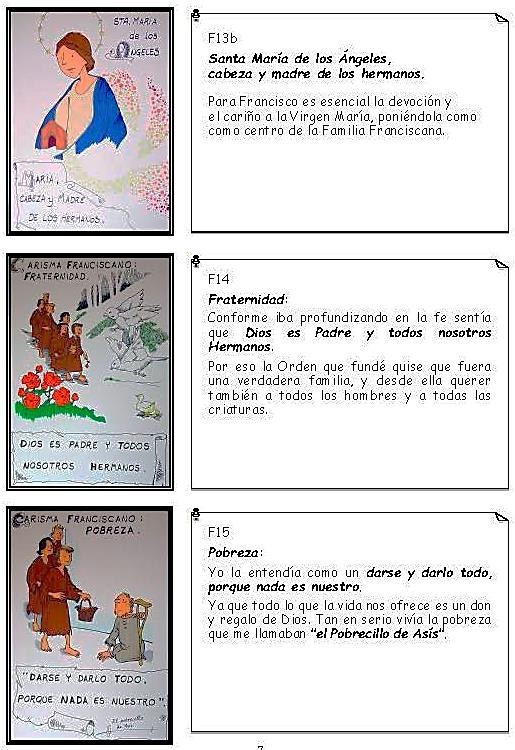 STA. MARÍA
de los
ÁNGELES
MARIA,
CABEZA Y MADRE
DE LOS HERMANOS.
F13b
Santa María de los Ángeles,
cabeza y madre de los hermanos.
Para Francisco es esencial la devoción y
el cariño a la Virgen María, poniéndola como
como centro de la Familia Franciscana.
CARISMA FRANCISCANO:
FRATERNIDAD.
DIOS ES PADRE Y TODOS
NOSOTROS HERMANOS.
F14
Fraternidad:
Conforme iba profundizando en la fe sentía
que Dios es Padre y todos nosotros
Hermanos.
Por eso la Orden que fundé quise que fuera
una verdadera familia, y desde ella querer
también a todos los hombres y a todas las
criaturas.
CARISMA FRANCISCANO:
POBREZA.
"DARSE Y DARLO TODO,
PORQUE NADA ES NUESTRO".
F15
Pobreza:
Yo la entendía como un darse y darlo todo,
porque nada es nuestro.
Ya que todo lo que la vida nos ofrece es un don
y regalo de Dios. Tan en serio vivía la pobreza
que me llamaban "el Pobrecillo de Asís".
7